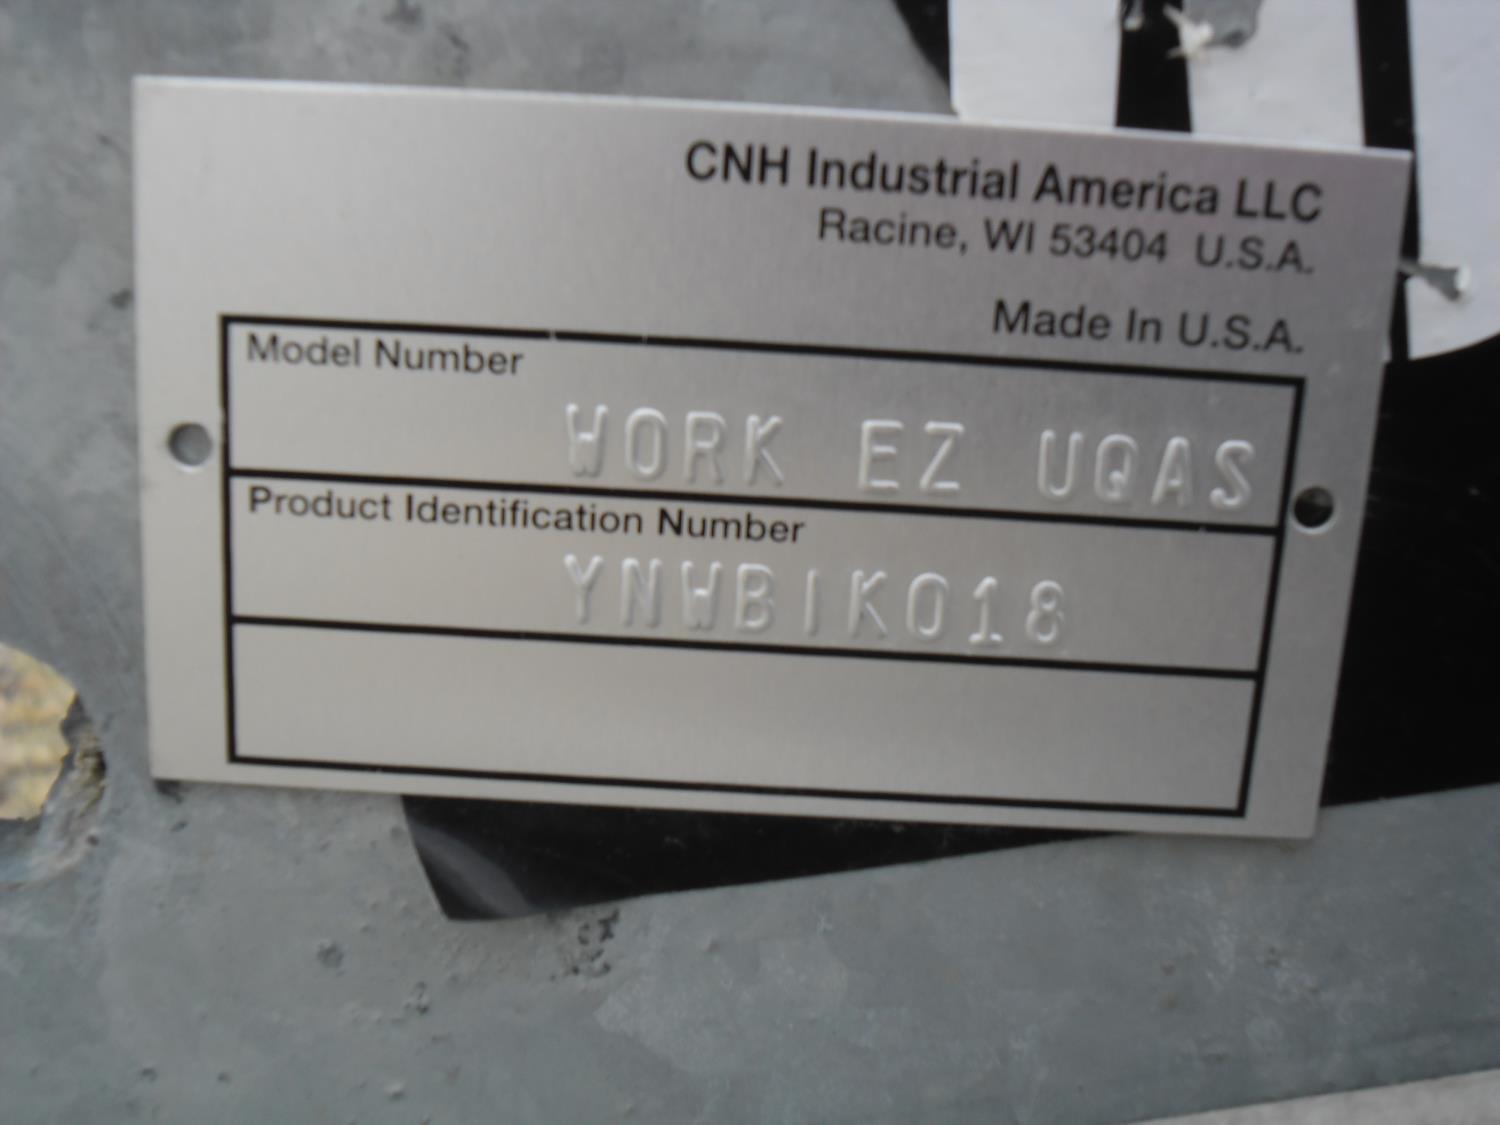 CNH Industrial America LLC
Racine, WI 53404 U.S.A.
Made In U.S.A.
Model Number
WORK EZ UQAS
Product Identification Number
YNWBIK018